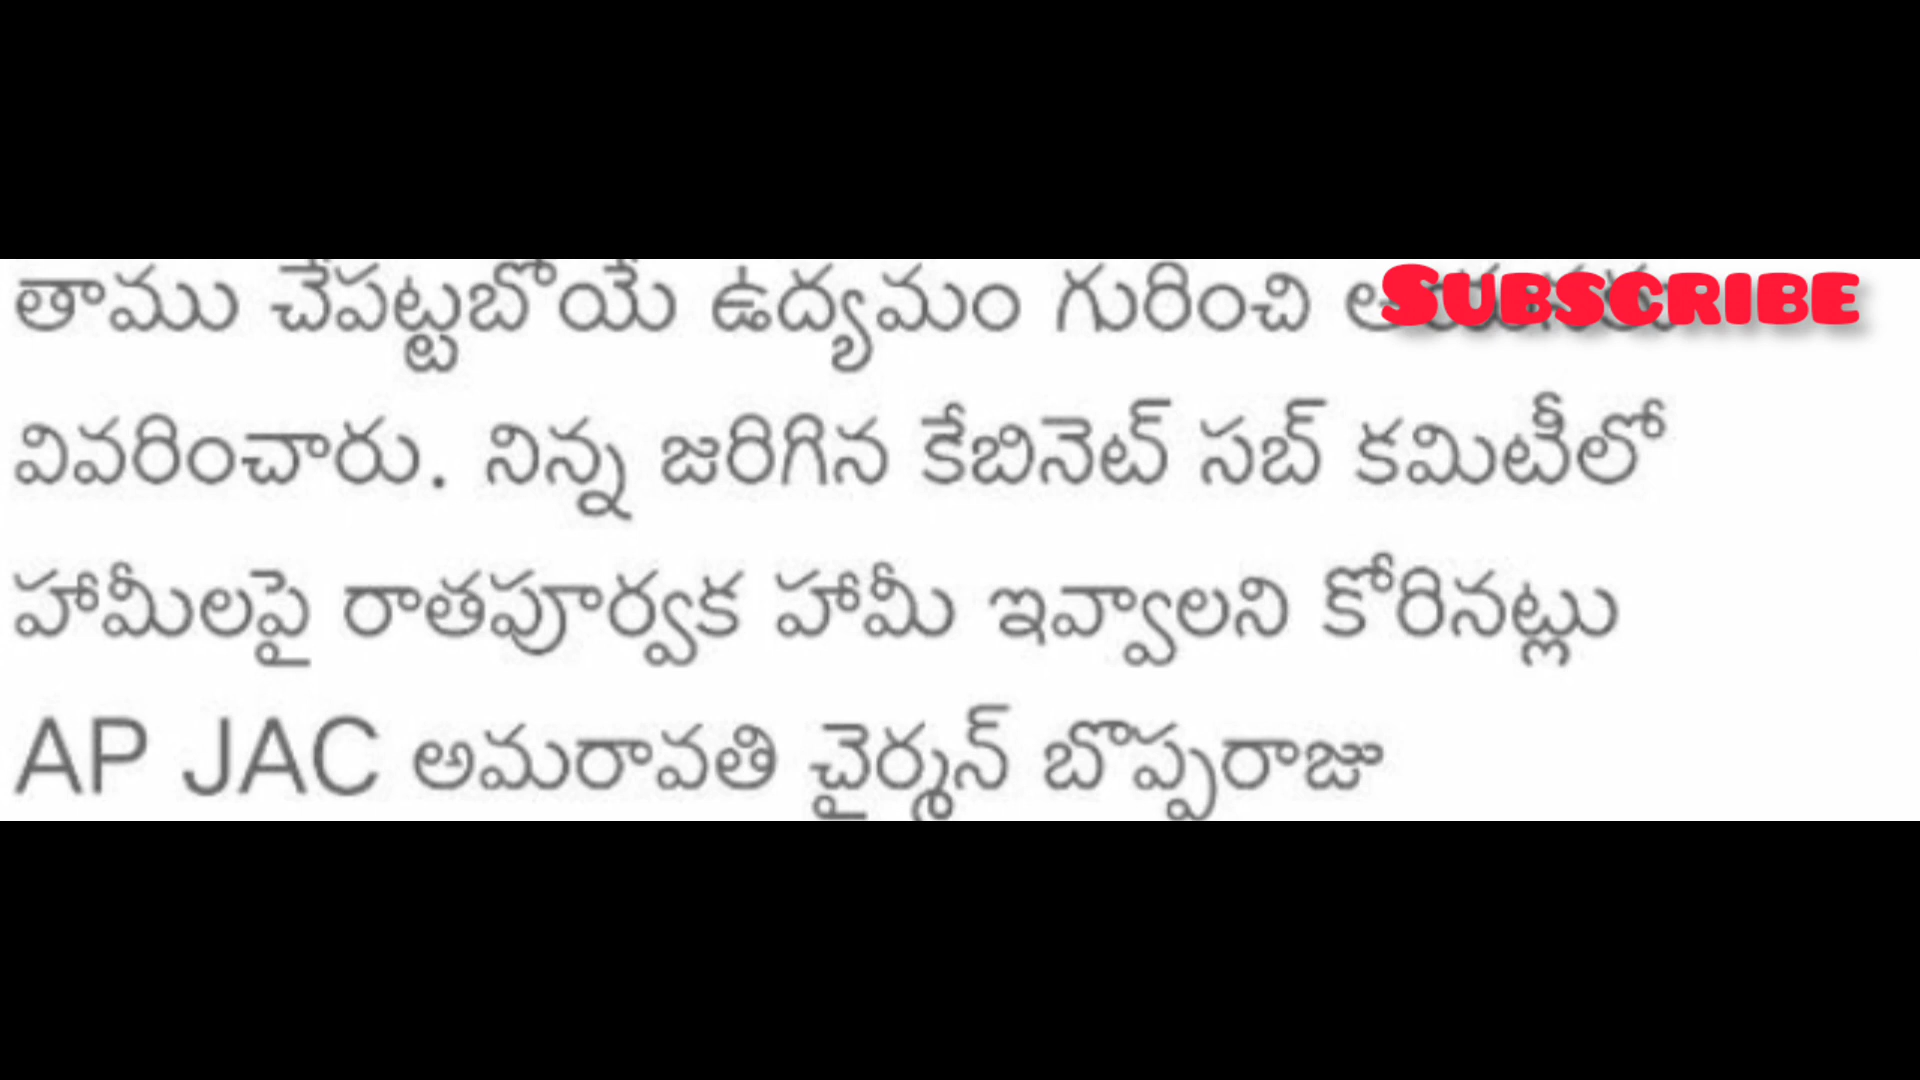 తాము చేపట్టబోయే ఉద్యమం గురించి SUBSCRIBE
వివరించారు. నిన్న జరిగిన కేబినెట్ సబ్ కమిటీలో
హామీలపై రాతపూర్వక హామీ ఇవ్వాలని కోరినట్లు
AP JAC అమరావతి చైర్మన్ బొప్పరాజు